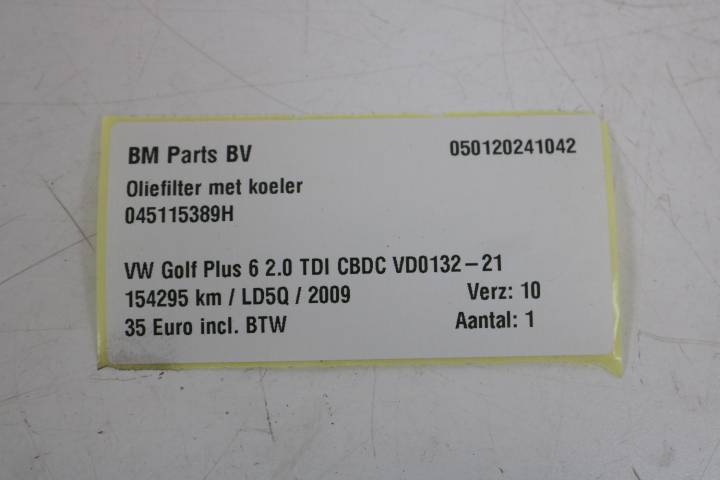 BM Parts BV 050120241042
Oliefilter met koeler
045115389H
VW Golf Plus 6 2.0 TDI CBDC VD0132-21
154295 km / LD5Q / 2009 Verz: 10
35 Euro incl. BTW Aantal: 1